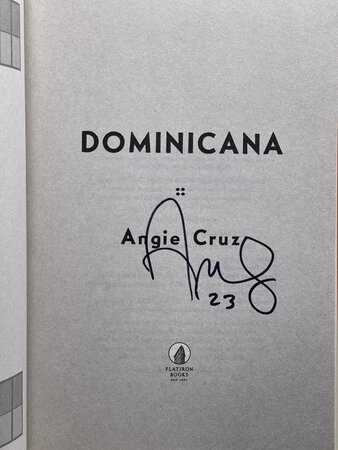 DOMINICANA
Angie Cruz
23
FLATIRON
BOOKS
NEW YORK